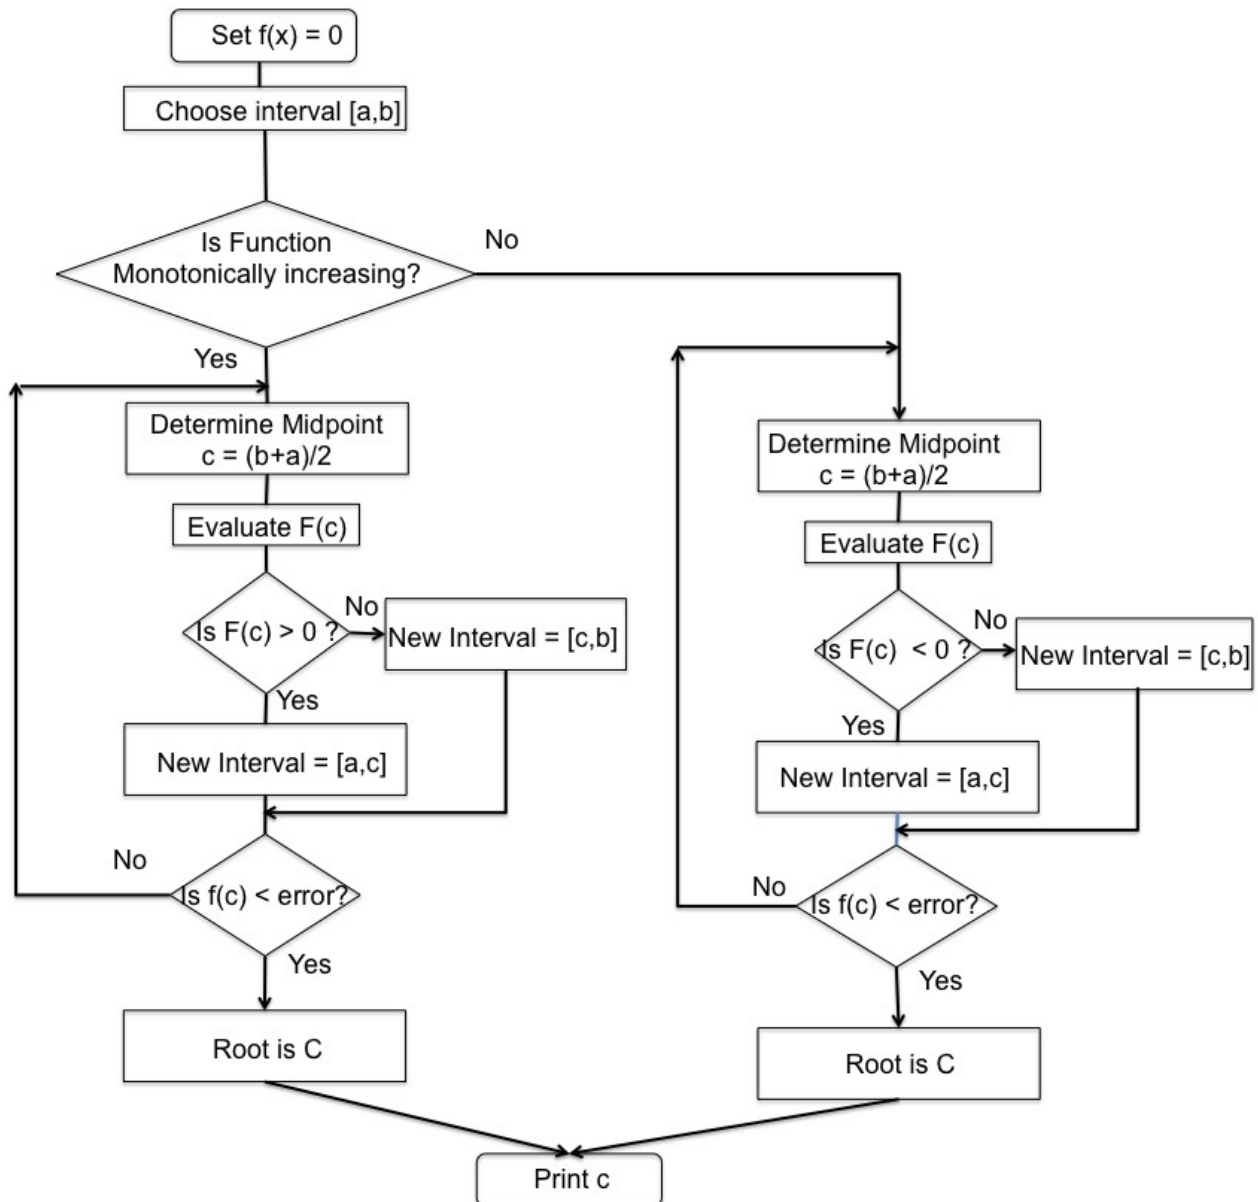 Set f(x) = 0
Choose interval [a,b]
Is Function
Monotonically increasing?
No
Yes
Determine Midpoint
c = (b+a)/2
Evaluate F(c)
Is F(c) > 0 ?
No
New Interval = [c,b]
Yes
New Interval = [a,c]
No
Is f(c) < error?
Yes
Root is C
Determine Midpoint
c = (b+a)/2
Evaluate F(c)
Is F(c) < 0 ?
No
New Interval = [c,b]
Yes
New Interval = [a,c]
No
Is f(c) < error?
Yes
Root is C
Print c